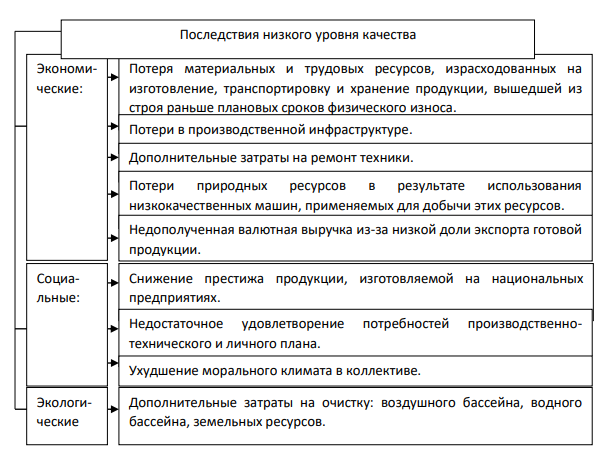 Последствия низкого уровня качества
Экономи-
ческие:
Потеря материальных и трудовых ресурсов, израсходованных на
изготовление, транспортировку и хранение продукции, вышедшей из
строя раньше плановых сроков физического износа.
Потери в производственной инфраструктуре.
Дополнительные затраты на ремонт техники.
Потери природных ресурсов в результате использования
низкокачественных машин, применяемых для добычи этих ресурсов.
Недополученная валютная выручка из-за низкой доли экспорта готовой
продукции.
Социа-
льные:
Снижение престижа продукции, изготовляемой на национальных
предприятиях.
Недостаточное удовлетворение потребностей производственно-
технического и личного плана.
Ухудшение морального климата в коллективе.
Экологи-
ческие
Дополнительные затраты на очистку: воздушного бассейна, водного
бассейна, земельных ресурсов.